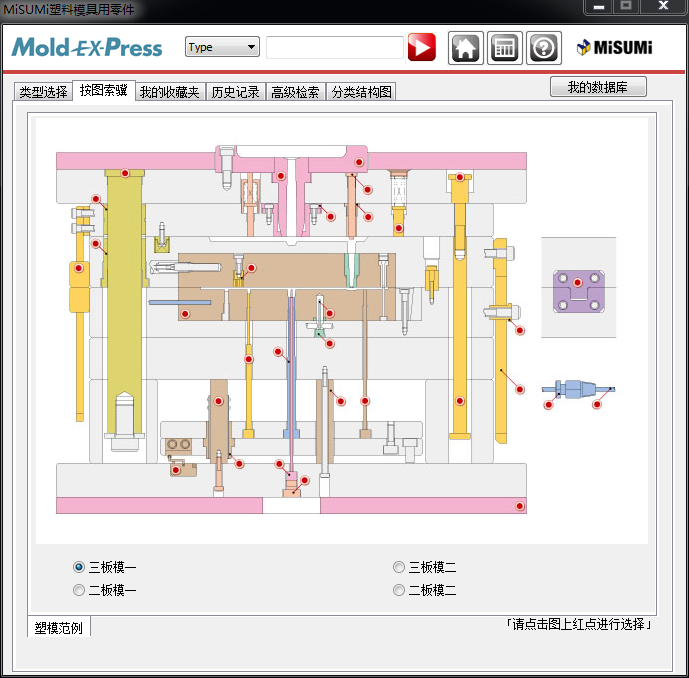 MiSUMi塑料模具用零件
Mold EX-Press
Type
MiSUMi
类型选择 按图索骥 我的收藏夹 历史记录 高级检索 分类结构图 我的数据库
三板模一 三板模二
二板模一 二板模二
塑模范例 「请点击图上红点进行选择」